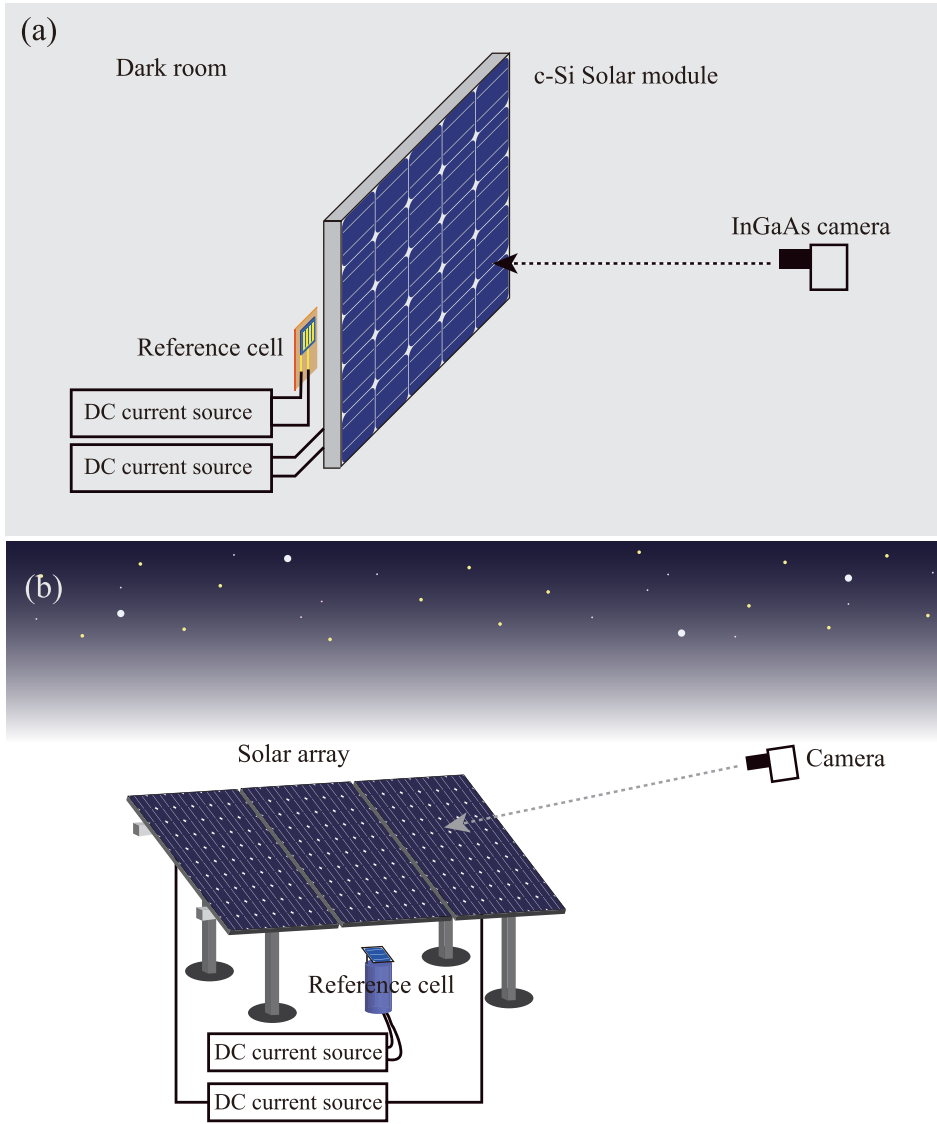 (a)
Dark room
c-Si Solar module
InGaAs camera
Reference cell
DC current source
DC current source
(b)
Solar array
Camera
Reference cell
DC current source
DC current source